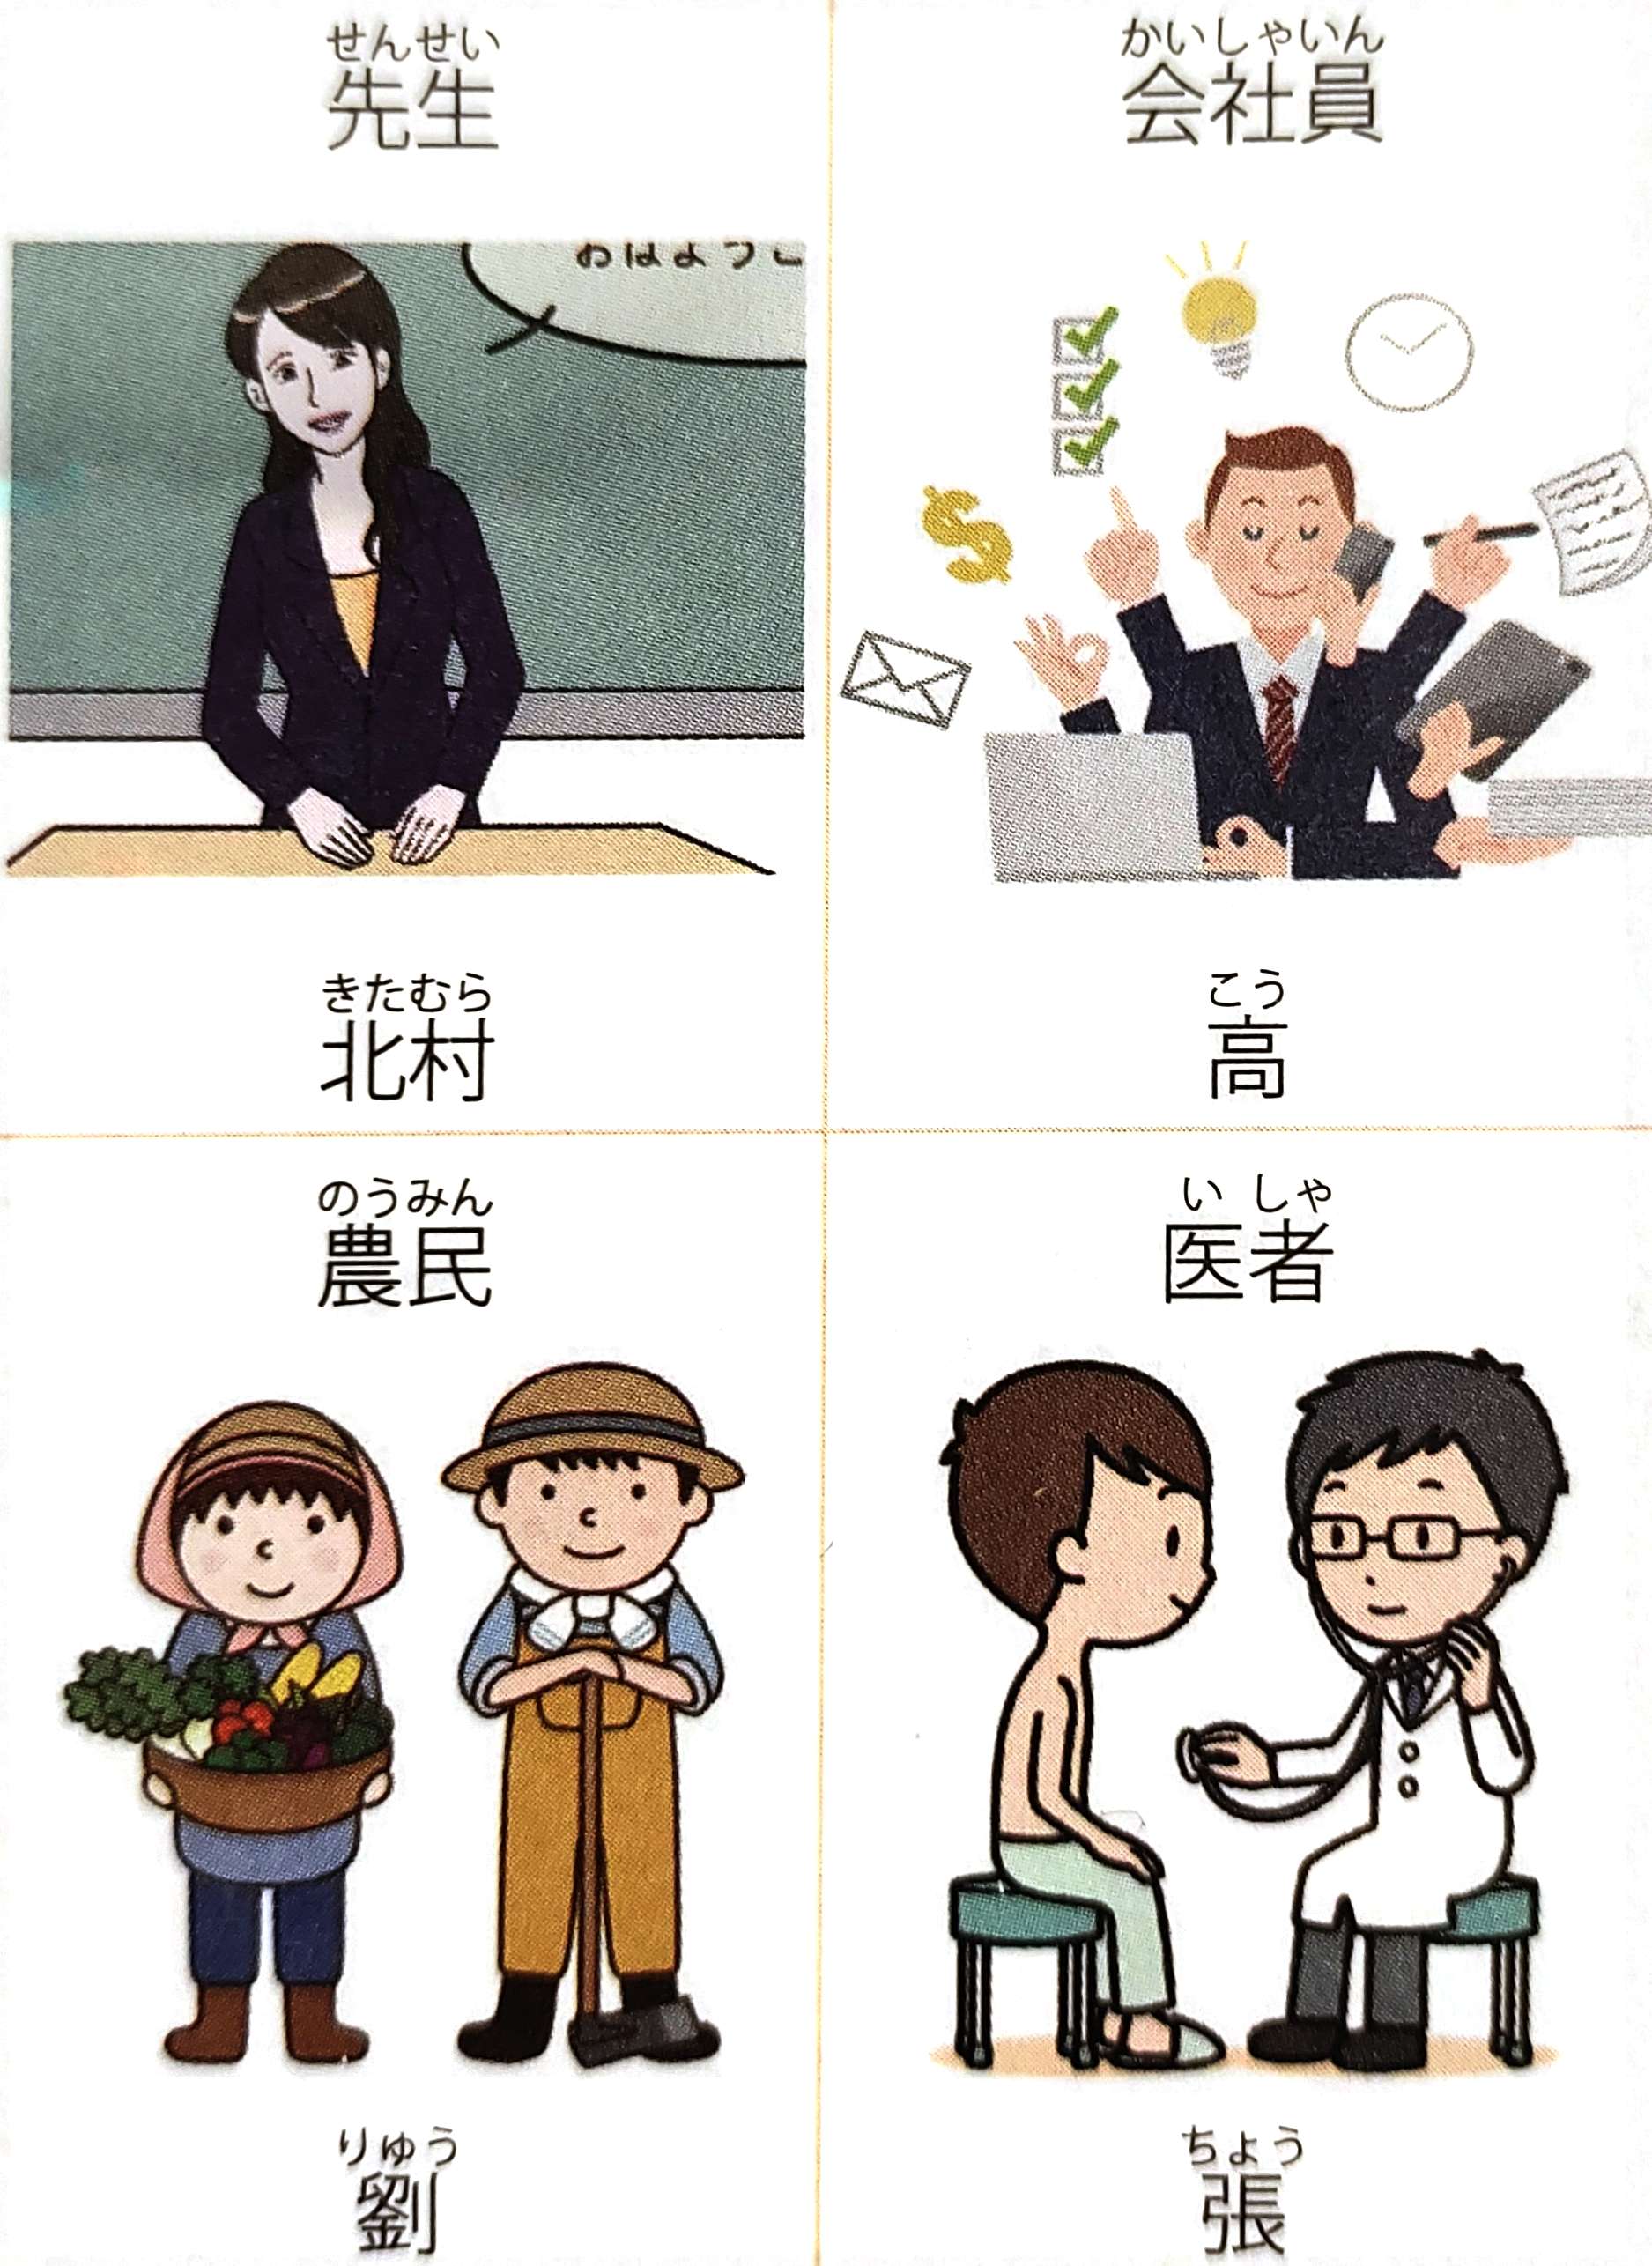 せんせい
先生
おはようご
きたむら
北村
かいしゃいん
会社員
こう
高
のうみん
農民
りゅう
劉
い しゃ
医者
ちょう
張